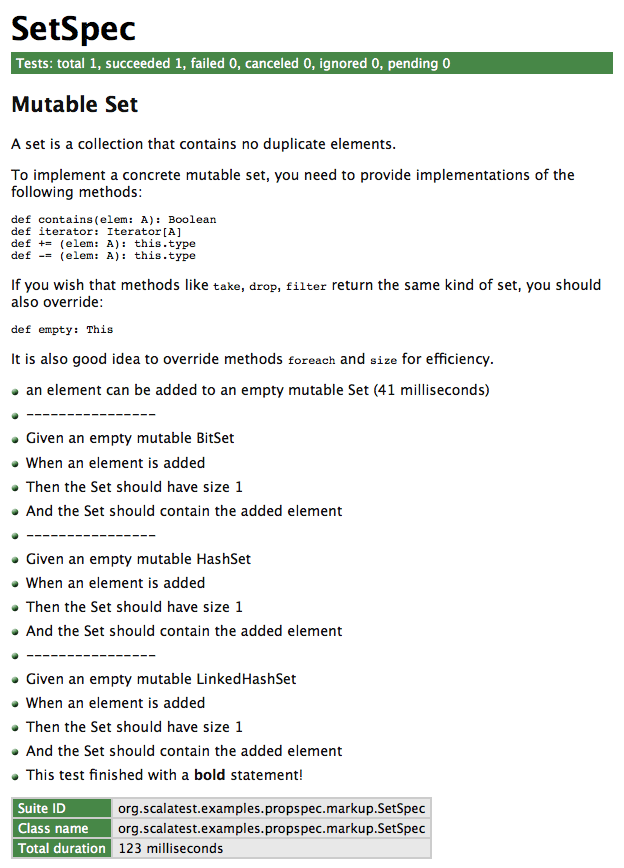 SetSpec
Tests: total 1, succeeded 1, failed 0, canceled 0, ignored 0, pending 0
Mutable Set
A set is a collection that contains no duplicate elements.
To implement a concrete mutable set, you need to provide implementations of the
following methods:
def contains(elem: A): Boolean
def iterator: Iterator[A]
def += (elem: A): this.type
def -= (elem: A): this.type
If you wish that methods like take, drop, filter return the same kind of set, you should
also override:
def empty: This
It is also good idea to override methods foreach and size for efficiency.
an element can be added to an empty mutable Set (41 milliseconds)
----------------
Given an empty mutable BitSet
When an element is added
Then the Set should have size 1
And the Set should contain the added element
----------------
Given an empty mutable HashSet
When an element is added
Then the Set should have size 1
And the Set should contain the added element
----------------
Given an empty mutable LinkedHashSet
When an element is added
Then the Set should have size 1
And the Set should contain the added element
This test finished with a bold statement!
Suite ID org.scalatest.examples.propspec.markup.SetSpec
Class name org.scalatest.examples.propspec.markup.SetSpec
Total duration 123 milliseconds